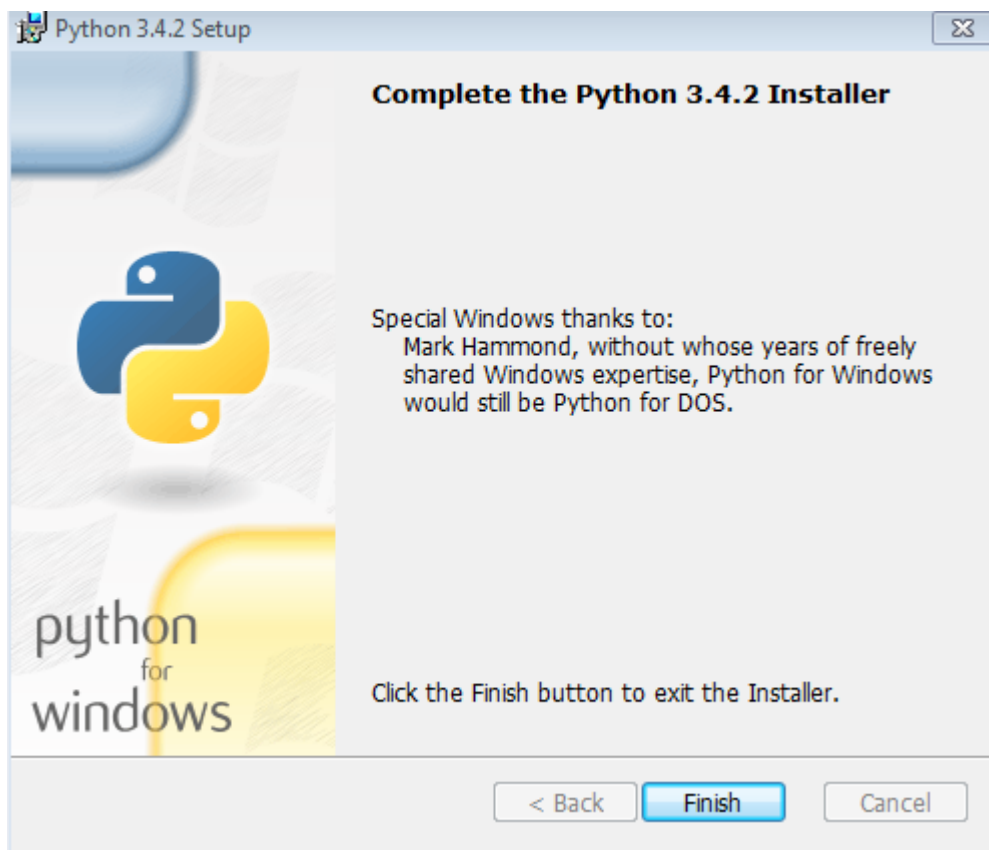 Python 3.4.2 Setup
Complete the Python 3.4.2 Installer
Special Windows thanks to:
Mark Hammond, without whose years of freely
shared Windows expertise, Python for Windows
would still be Python for DOS.
python
for
windows
Click the Finish button to exit the Installer.
< Back
Finish
Cancel